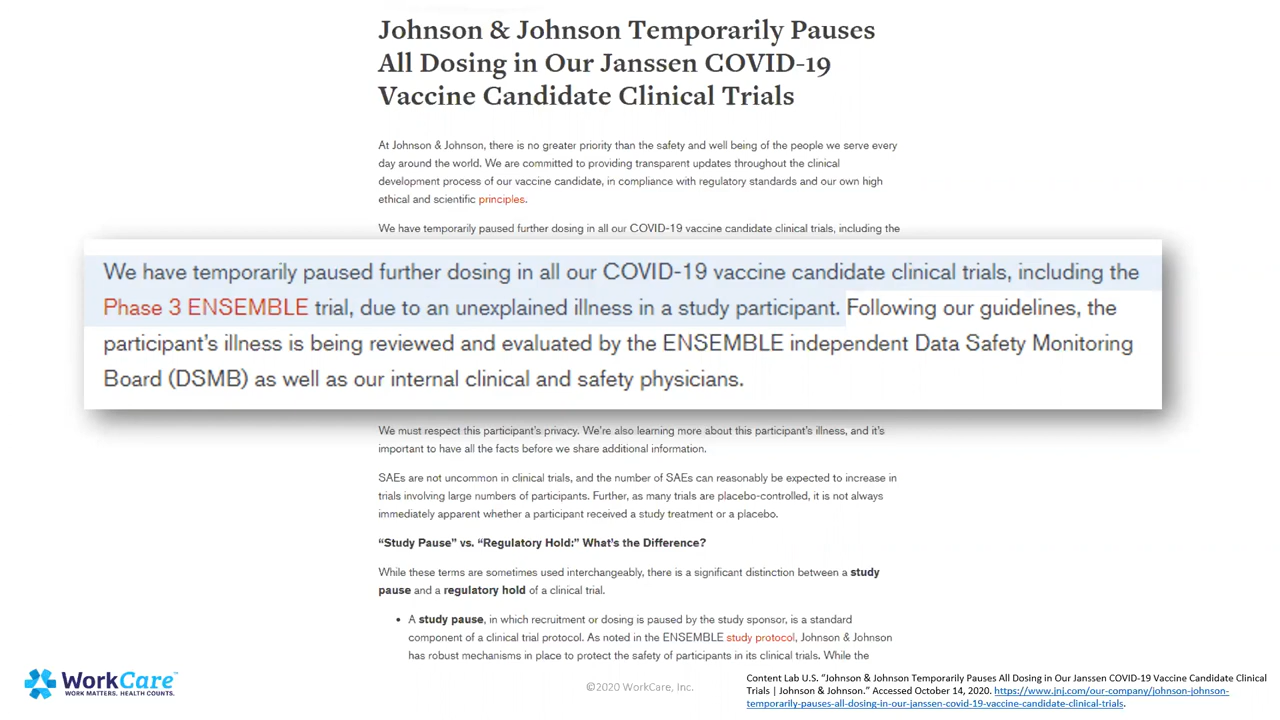 Johnson & Johnson Temporarily Pauses
All Dosing in Our Janssen COVID-19
Vaccine Candidate Clinical Trials
At Johnson & Johnson, there is no greater priority than the safety and well being of the people we serve every
day around the world. We are committed to providing transparent updates throughout the clinical
development process of our vaccine candidate, in compliance with regulatory standards and our own high
ethical and scientific principles.
We have temporarily paused further dosing in all our COVID-19 vaccine candidate clinical trials, including the
We have temporarily paused further dosing in all our COVID-19 vaccine candidate clinical trials, including the
Phase 3 ENSEMBLE trial, due to an unexplained illness in a study participant. Following our guidelines, the
participant's illness is being reviewed and evaluated by the ENSEMBLE independent Data Safety Monitoring
Board (DSMB) as well as our internal clinical and safety physicians.
We must respect this participant's privacy. We're also learning more about this participant's illness, and it's
important to have all the facts before we share additional information.
SAEs are not uncommon in clinical trials, and the number of SAEs can reasonably be expected to increase in
trials involving large numbers of participants. Further, as many trials are placebo-controlled, it is not always
immediately apparent whether a participant received a study treatment or a placebo.
"Study Pause" vs. "Regulatory Hold:" What's the Difference?
While these terms are sometimes used interchangeably, there is a significant distinction between a study
pause and a regulatory hold of a clinical trial.
• A study pause, in which recruitment or dosing is paused by the study sponsor, is a standard
component of a clinical trial protocol. As noted in the ENSEMBLE study protocol, Johnson & Johnson
has robust mechanisms in place to protect the safety of participants in its clinical trials. While the
WorkCare™
WORK MATTERS. HEALTH COUNTS.
©2020 WorkCare, Inc.
Content Lab U.S. "Johnson & Johnson Temporarily Pauses All Dosing in Our Janssen COVID-19 Vaccine Candidate Clinical
Trials | Johnson & Johnson." Accessed October 14, 2020. https://www.jnj.com/our-company/johnson-johnson-
temporarily-pauses-all-dosing-in-our-janssen-covid-19-vaccine-candidate-clinical-trials.